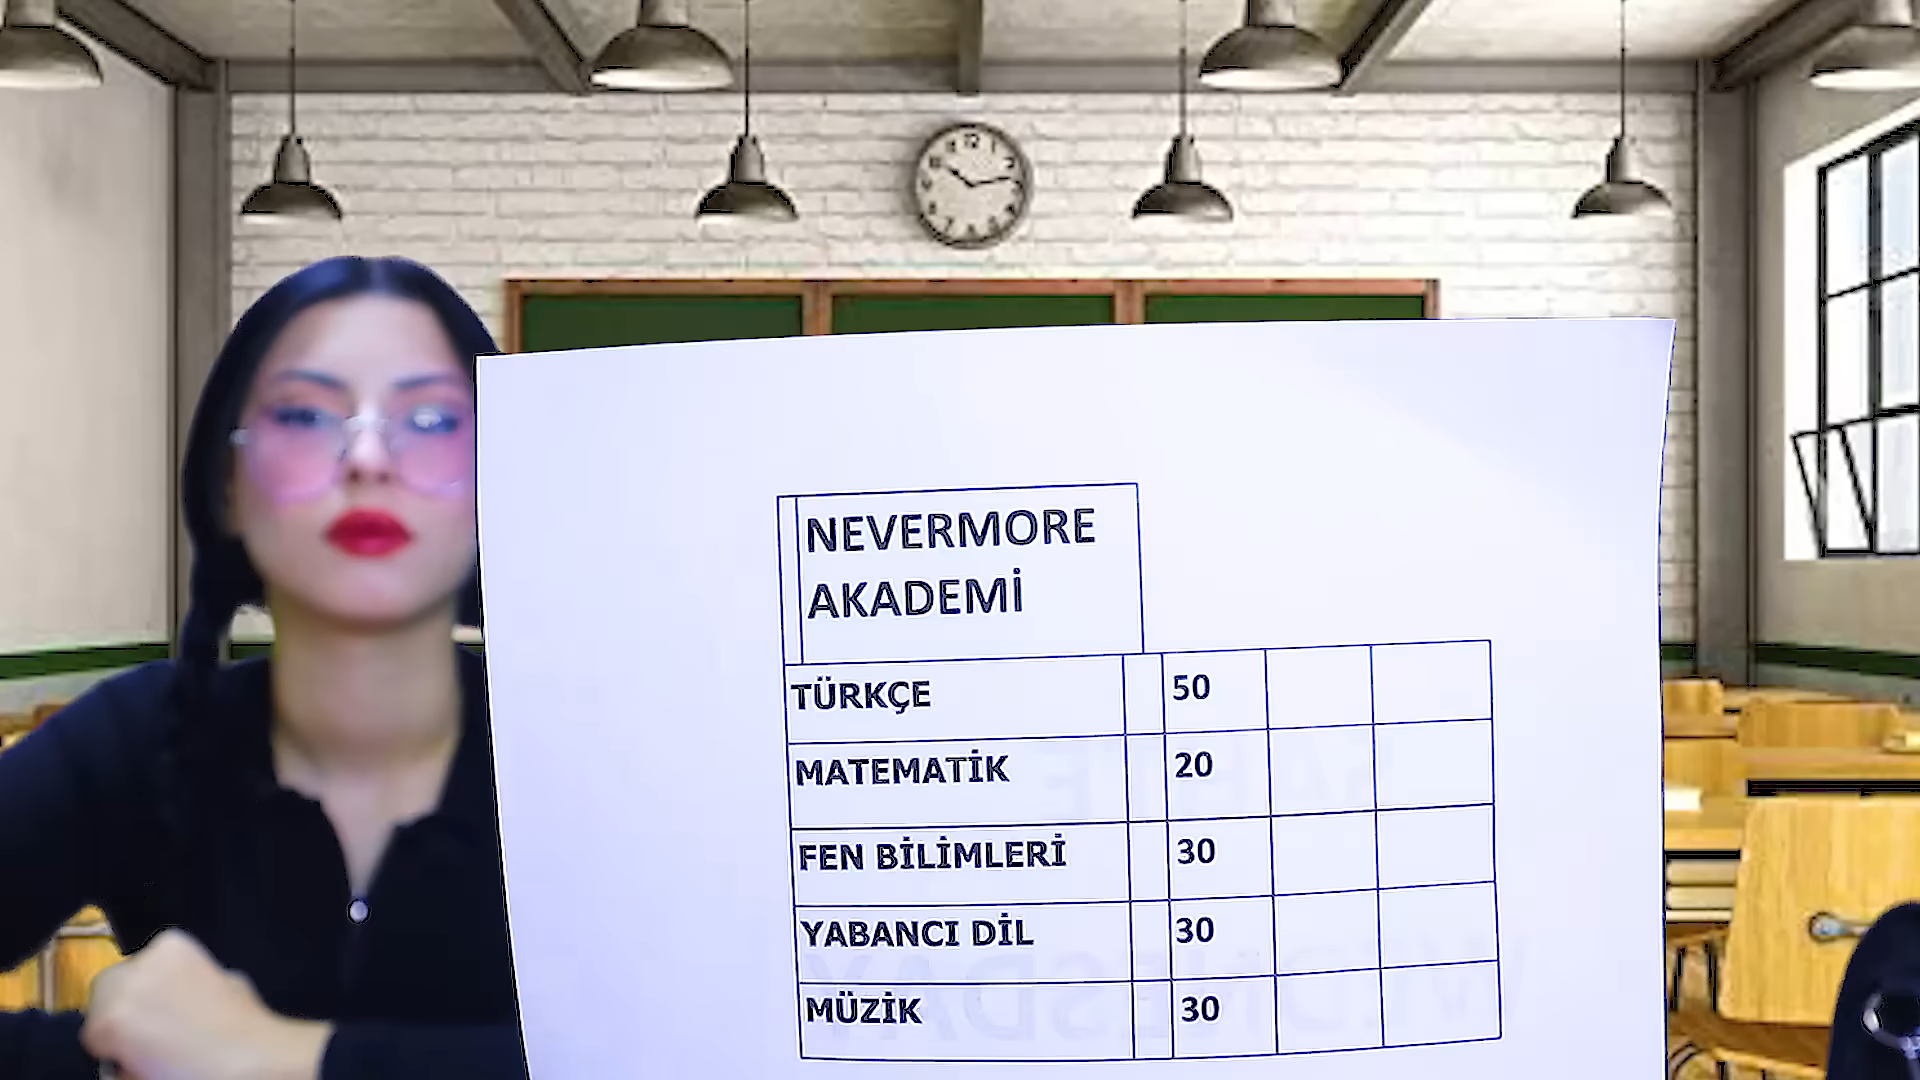 NEVERMORE
AKADEMİ
TÜRKÇE 50
MATEMATİK 20
FEN BİLİMLERİ 30
YABANCI DİL 30
MÜZİK 30